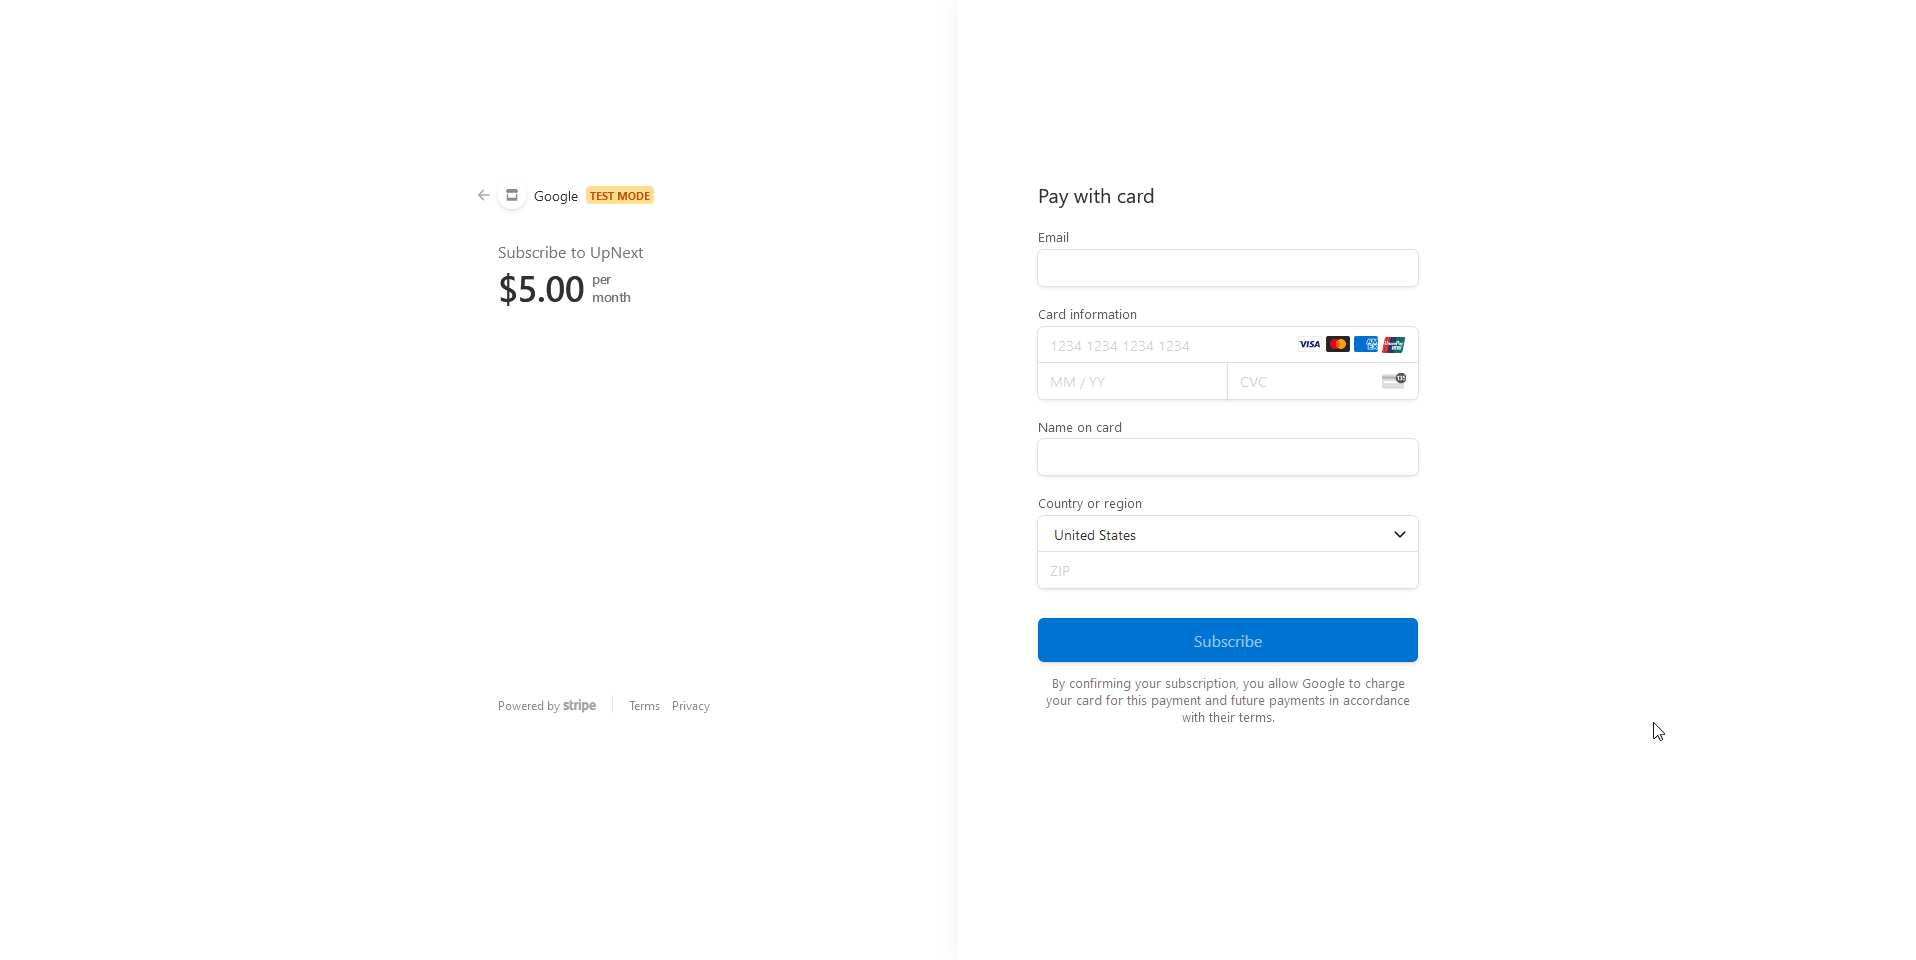 Google TEST MODE
Subscribe to UpNext
$5.00 per
month
Powered by stripe Terms Privacy
Pay with card
Email
Card information
1234 1234 1234 1234 VISA
MM / YY CVC
Name on card
Country or region
United States
ZIP
Subscribe
By confirming your subscription, you allow Google to charge
your card for this payment and future payments in accordance
with their terms.